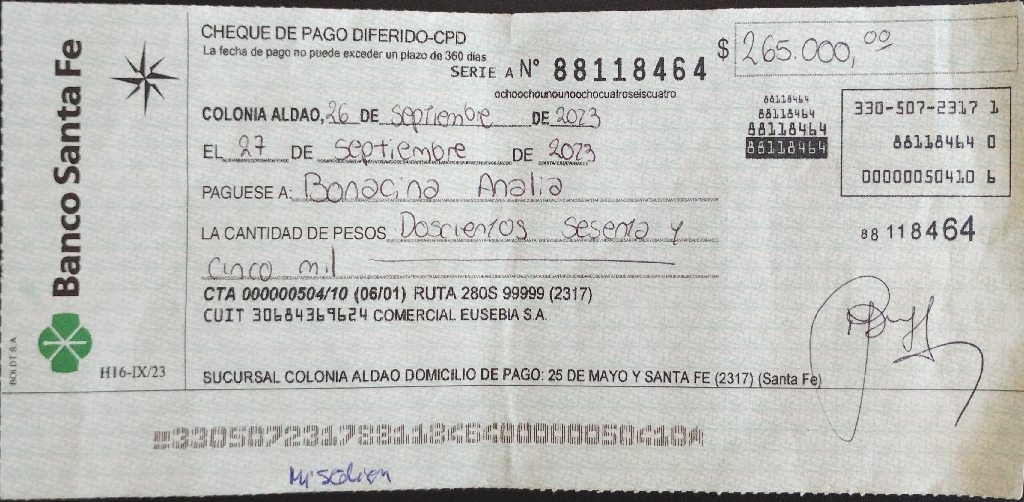 Banco Santa Fe
BOLDT S.A.
H16-IX/23
CHEQUE DE PAGO DIFERIDO-CPD
La fecha de pago no puede exceder un plazo de 360 días
$ 265.000,00
SERIE A Nº 88118464
ochoochounounoochocuatroseiscuatro
COLONIA ALDAO, 26 DE septiembre DE 2023
EL 27 DE septiembre DE 2023
88118464
88118464
88118464
88118464
330-507-2317 1
88118464 0
00000050410 6
PAGUESE A: Bonacina Analia
LA CANTIDAD DE PESOS Doscientos sesenta y
cinco mil
88118464
CTA 000000504/10 (06/01) RUTA 280S 99999 (2317)
CUIT 30684369624 COMERCIAL EUSEBIA S.A.
SUCURSAL COLONIA ALDAO DOMICILIO DE PAGO: 25 DE MAYO Y SANTA FE (2317) (Santa Fe)
33050723178811846400000050410